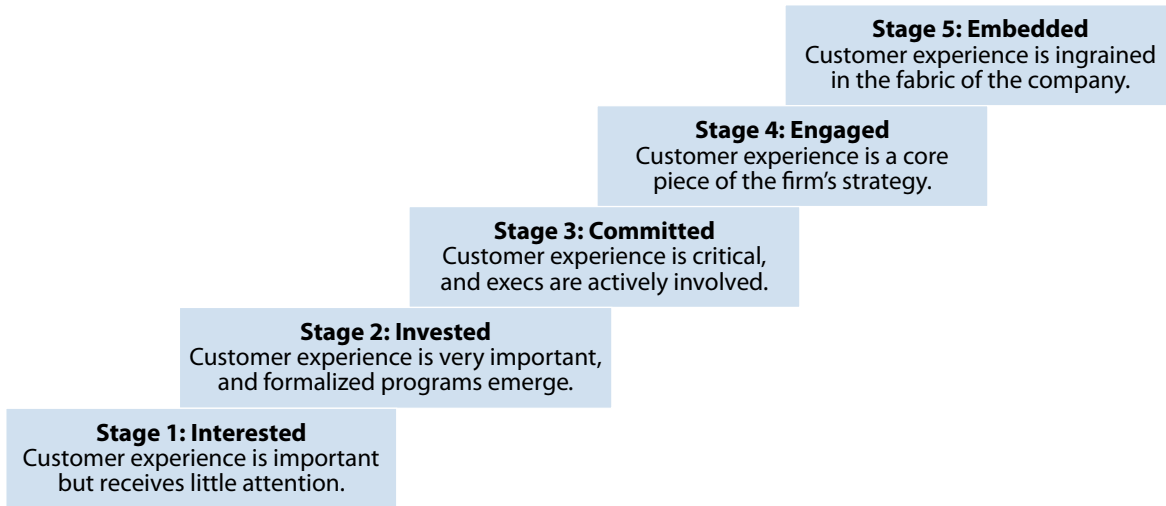 Stage 5: Embedded
Customer experience is ingrained
in the fabric of the company.
Stage 4: Engaged
Customer experience is a core
piece of the firm’s strategy.
Stage 3: Committed
Customer experience is critical,
and execs are actively involved.
Stage 2: Invested
Customer experience is very important,
and formalized programs emerge.
Stage 1: Interested
Customer experience is important
but receives little attention.